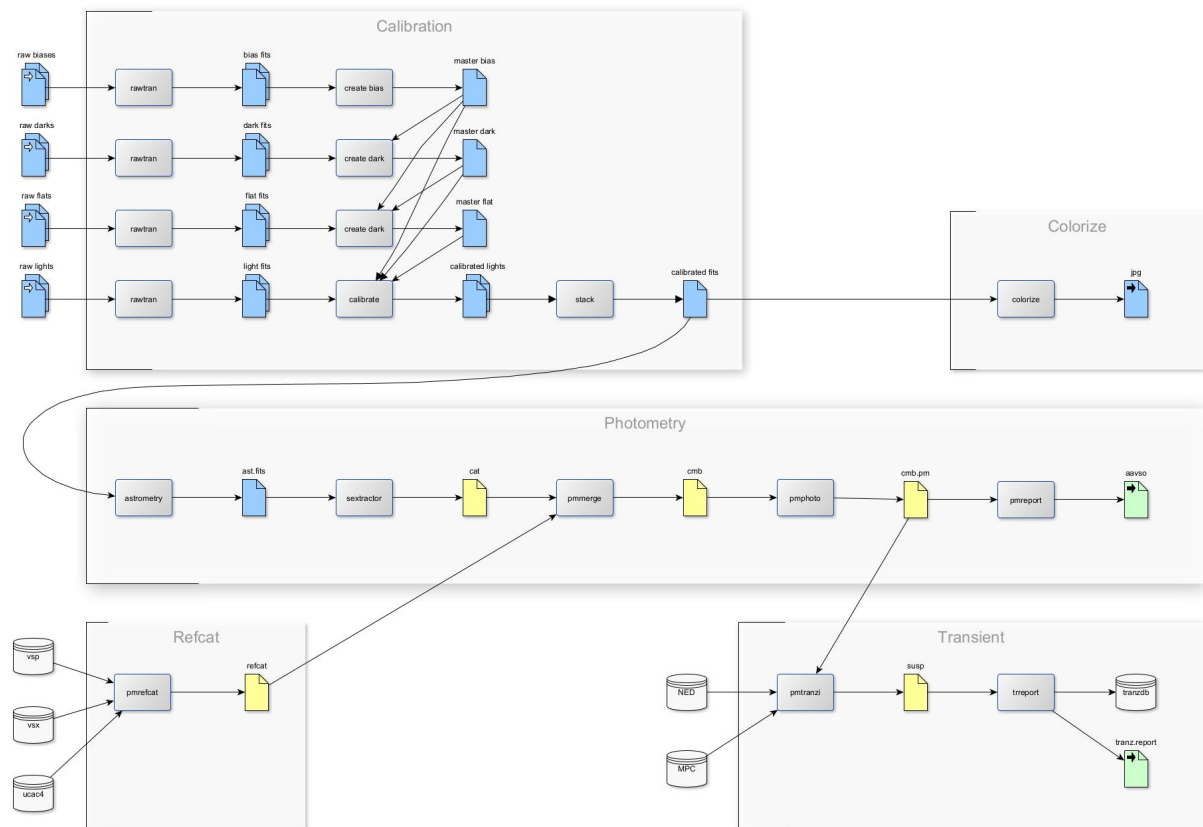 Calibration
raw biases
bias fits
master bias
rawtran
create bias
raw darks
dark fits
master dark
rawtran
create dark
raw flats
flat fits
master flat
rawtran
create dark
raw lights
light fits
calibrated lights
calibrated fits
rawtran
calibrate
stack
Colorize
jpg
colorize
Photometry
ast.fits
cat
cmb
cmb.pm
aavso
astrometry
sextractor
pmmerge
pmphoto
pmreport
Refcat
vsp
refcat
pmrefcat
vsx
ucac4
Transient
susp
NED
pmtranzi
trreport
tranzdb
MPC
tranz.report